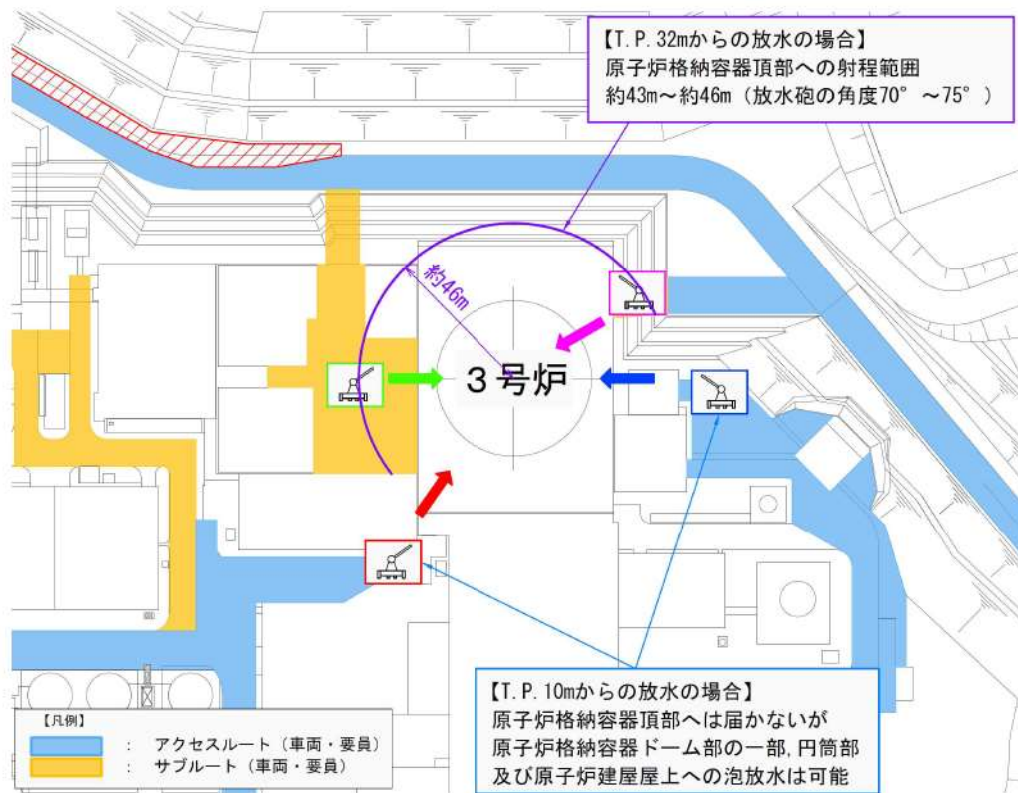 【T.P.32mからの放水の場合】
原子炉格納容器頂部への射程範囲
約43m～約46m（放水砲の角度70°～75°）
約46m
3号炉
【T.P.10mからの放水の場合】
原子炉格納容器頂部へは届かないが
原子炉格納容器ドーム部の一部,円筒部
及び原子炉建屋屋上への泡放水は可能
【凡例】
： アクセスルート（車両・要員）
： サブルート（車両・要員）